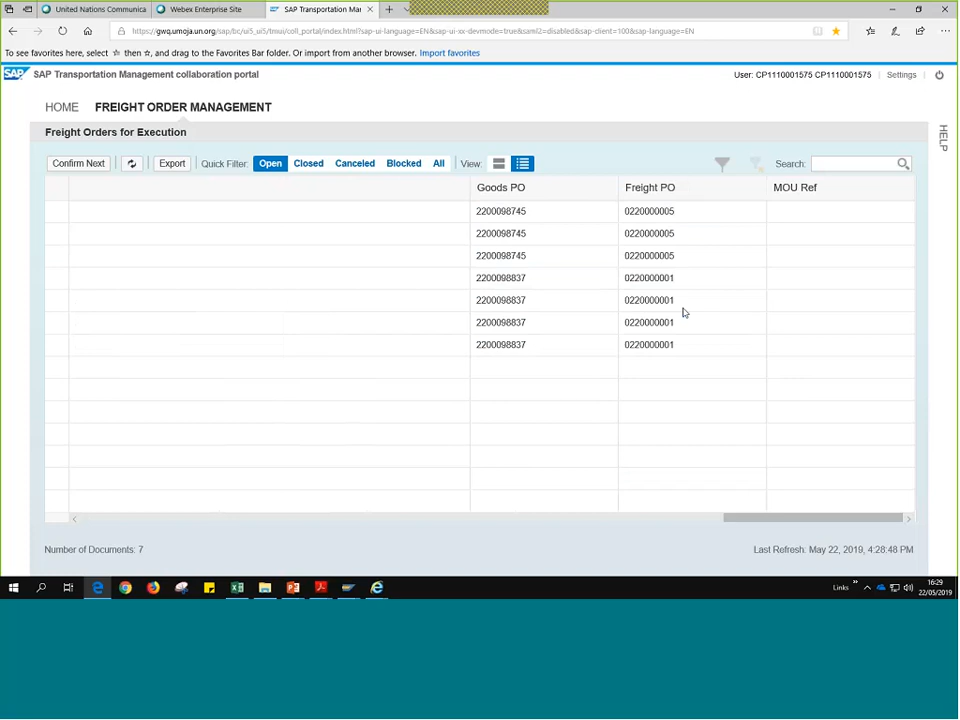 United Nations Communica
Webex Enterprise Site
SAP Transportation Mar
https://gwq.umoja.un.org/sap/bc/ui5_ui5/tmui/coll_portal/index.html?sap-ui-language=EN&sap-ui-xx-devmode=true&saml2=disabled&sap-client=100&sap-language=EN
To see favorites here, select ☆ then ☆, and drag to the Favorites Bar folder. Or import from another browser. Import favorites
SAP SAP Transportation Management collaboration portal User: CP1110001575 CP1110001575 Settings
HOME FREIGHT ORDER MANAGEMENT
HELP
Freight Orders for Execution
Confirm Next Export Quick Filter: Open Closed Canceled Blocked All View: Search:
Goods PO Freight PO MOU Ref
2200098745 0220000005
2200098745 0220000005
2200098745 0220000005
2200098837 0220000001
2200098837 0220000001
2200098837 0220000001
2200098837 0220000001
Number of Documents: 7 Last Refresh: May 22, 2019, 4:28:48 PM
Links 16:29
22/05/2019